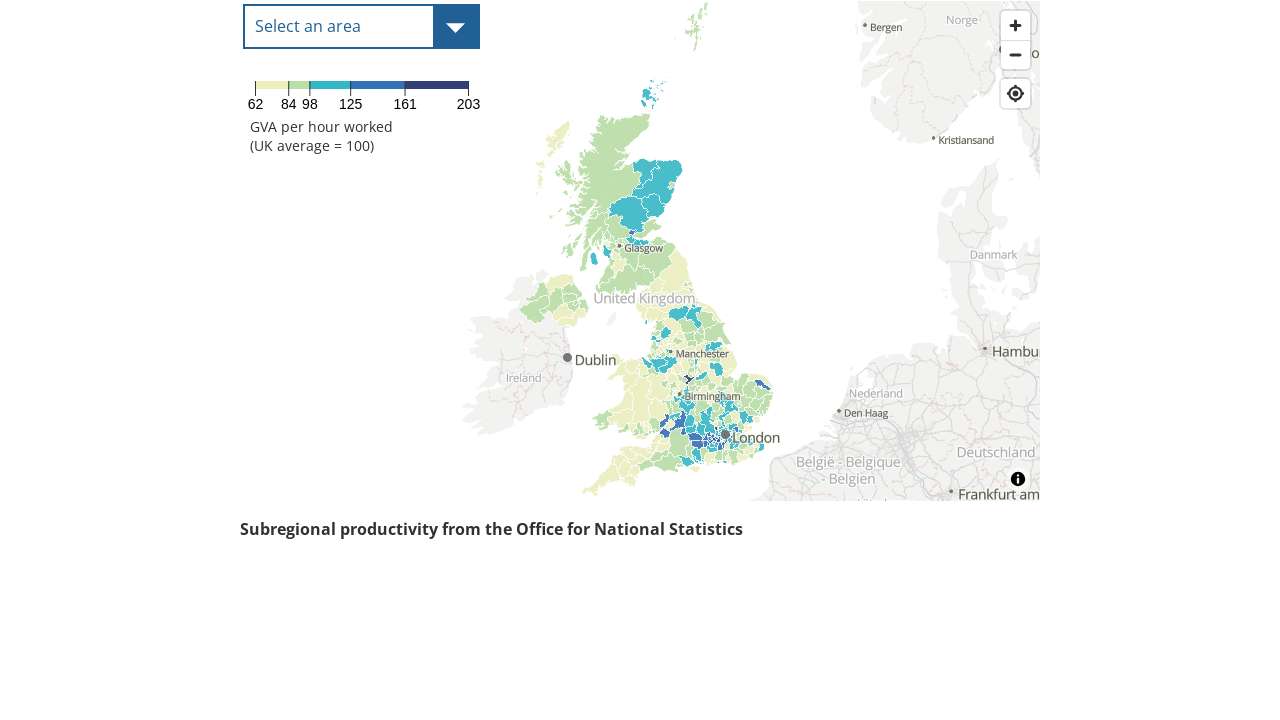 Select an area
62 84 98 125 161 203
GVA per hour worked
(UK average = 100)
Bergen
Norge
Kristiansand
Danmark
Glasgow
United Kingdom
Manchester
Dublin
Ireland
Birmingham
London
Hambu
Nederland
Den Haag
België - Belgique
- Belgien
Deutschland
Frankfurt am
Subregional productivity from the Office for National Statistics